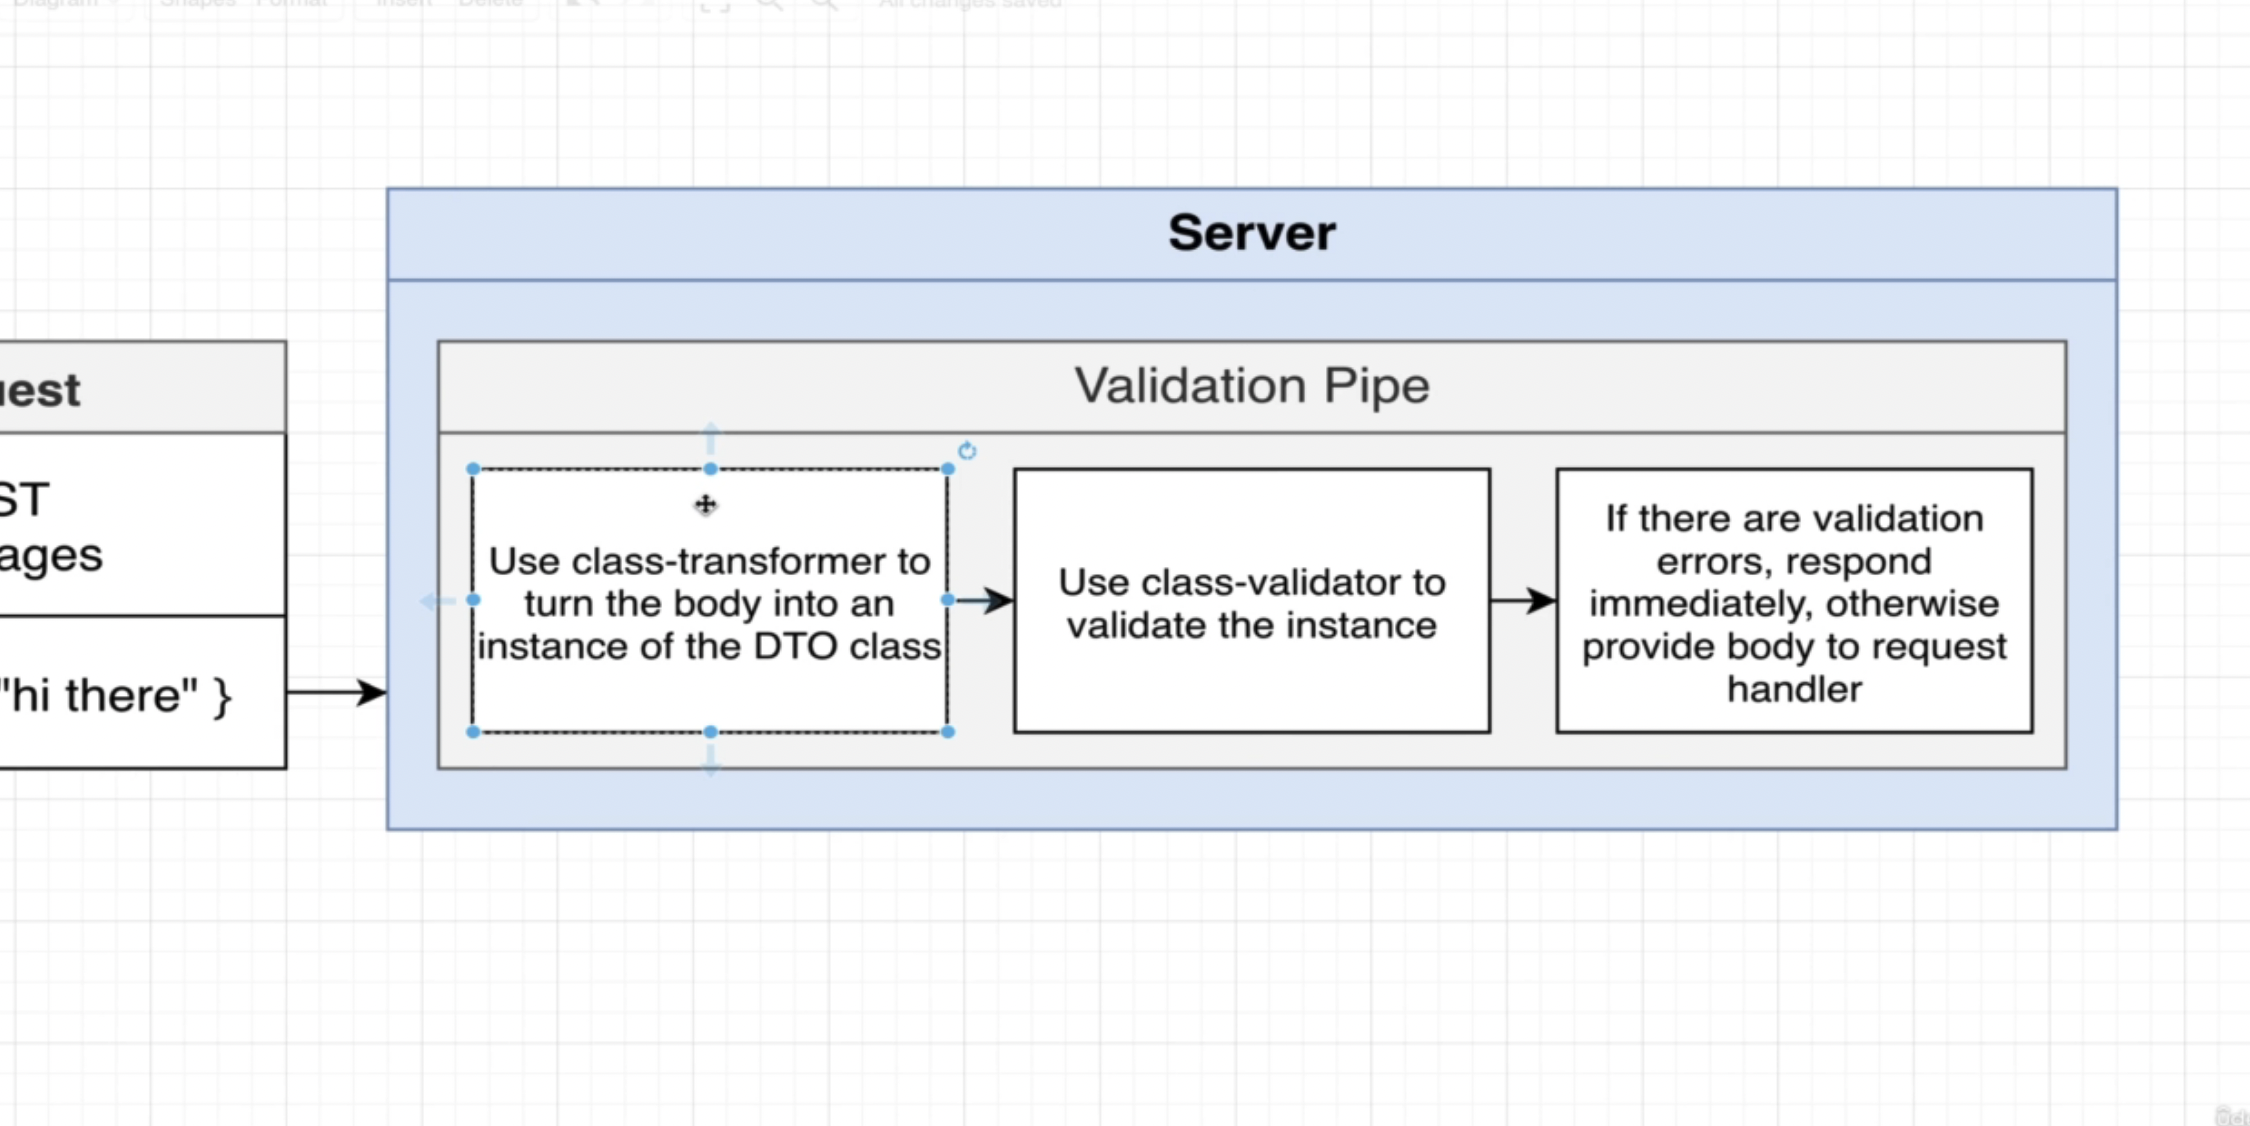 Diagram Shapes Format Insert Delete All changes saved
Server
Validation Pipe
uest
ST
ages
"hi there" }
Use class-transformer to
turn the body into an
instance of the DTO class
Use class-validator to
validate the instance
If there are validation
errors, respond
immediately, otherwise
provide body to request
handler